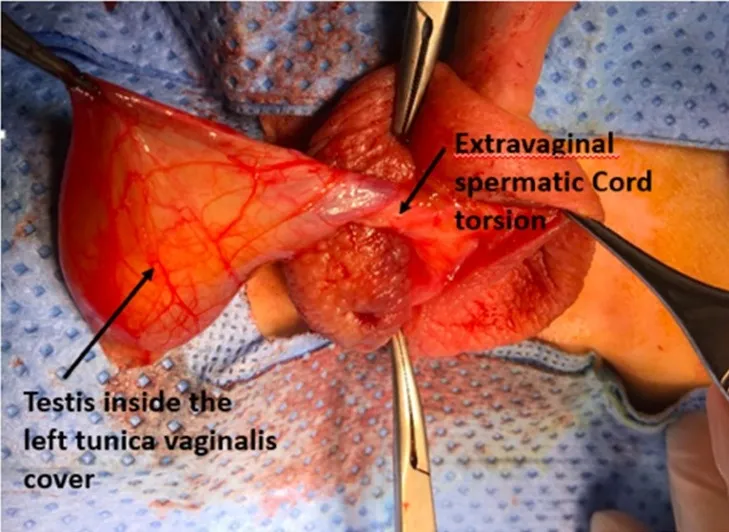 Extravaginal
spermatic Cord
torsion
Testis inside the
left tunica vaginalis
cover